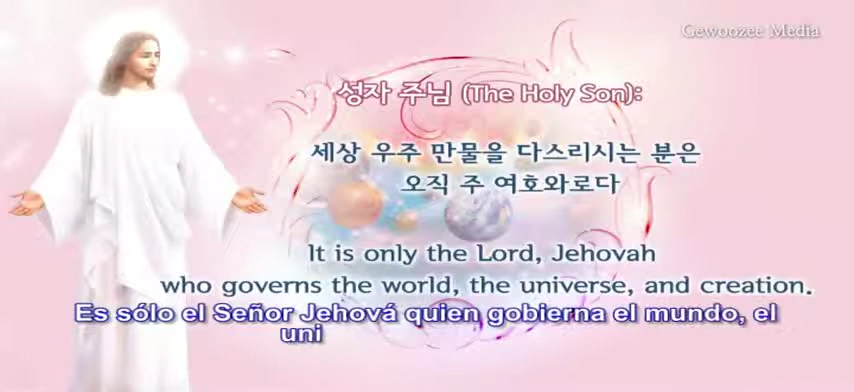 Gewoozee Media
성자 주님 (The Holy Son):
세상 우주 만물을 다스리시는 분은
오직 주 여호와로다
It is only the Lord, Jehovah
who governs the world, the universe, and creation.
Es sólo el Señor Jehová quien gobierna el mundo, el
uni